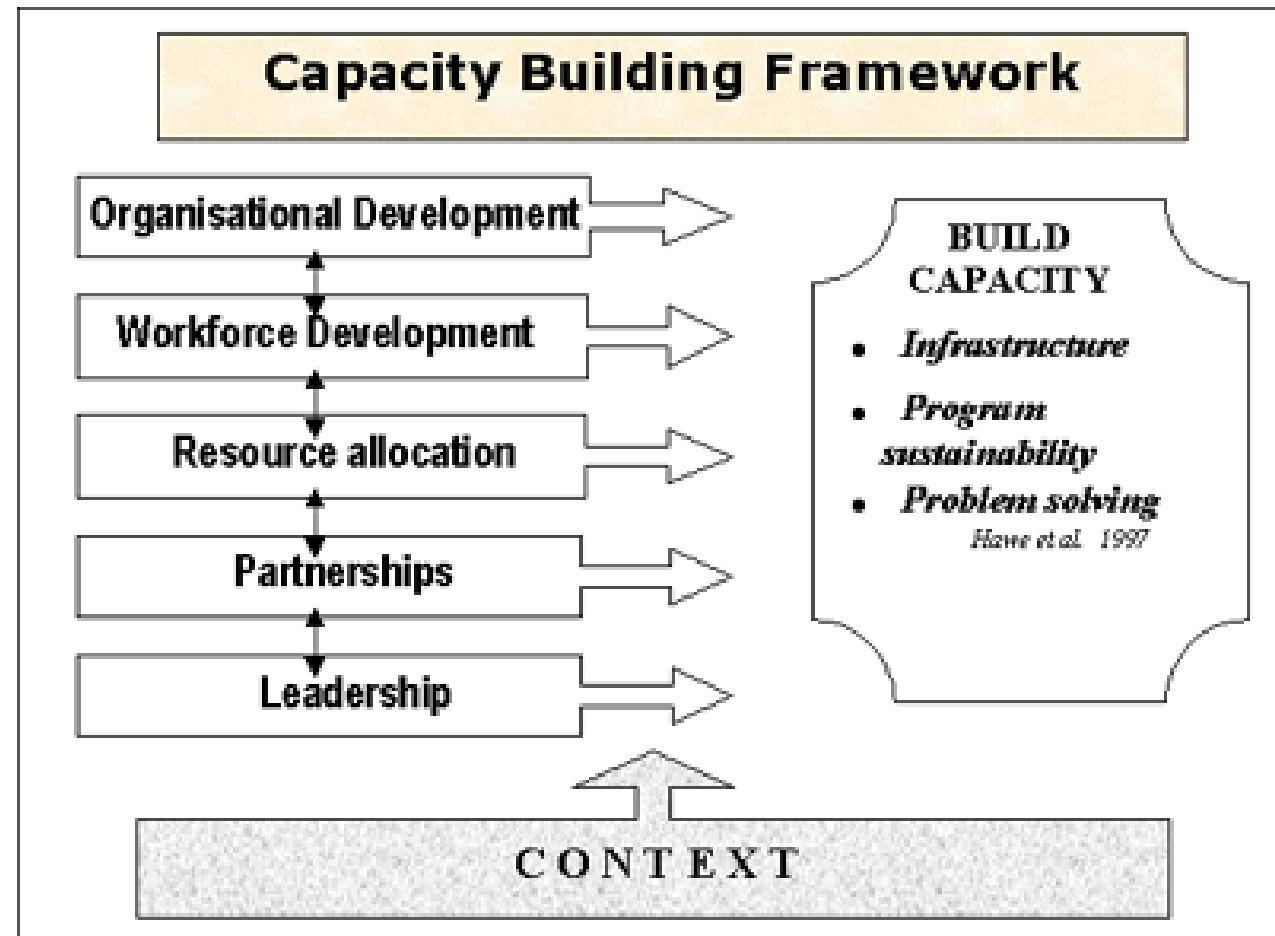 Capacity Building Framework
Organisational Development
Workforce Development
Resource allocation
Partnerships
Leadership
BUILD
CAPACITY
• Infrastructure
• Program
sustainability
• Problem solving
Hawe et al. 1997
CONTEXT